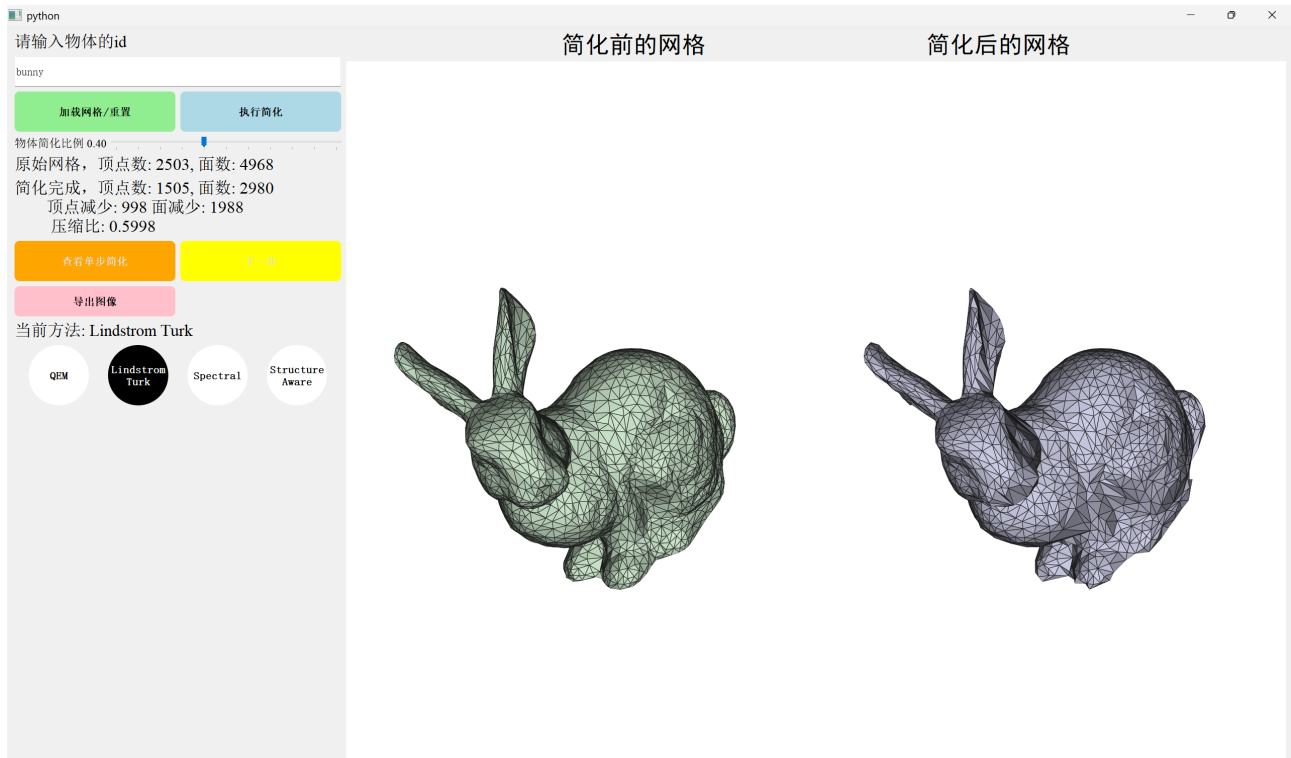 python
请输入物体的id
简化前的网格
简化后的网格
bunny
加载网格/重置
执行简化
物体简化比例 0.40
原始网格，顶点数: 2503, 面数: 4968
简化完成，顶点数: 1505, 面数: 2980
顶点减少: 998 面减少: 1988
压缩比: 0.5998
查看单步简化
导出图像
当前方法: Lindstrom Turk
QEM
Lindstrom
Turk
Spectral
Structure
Aware